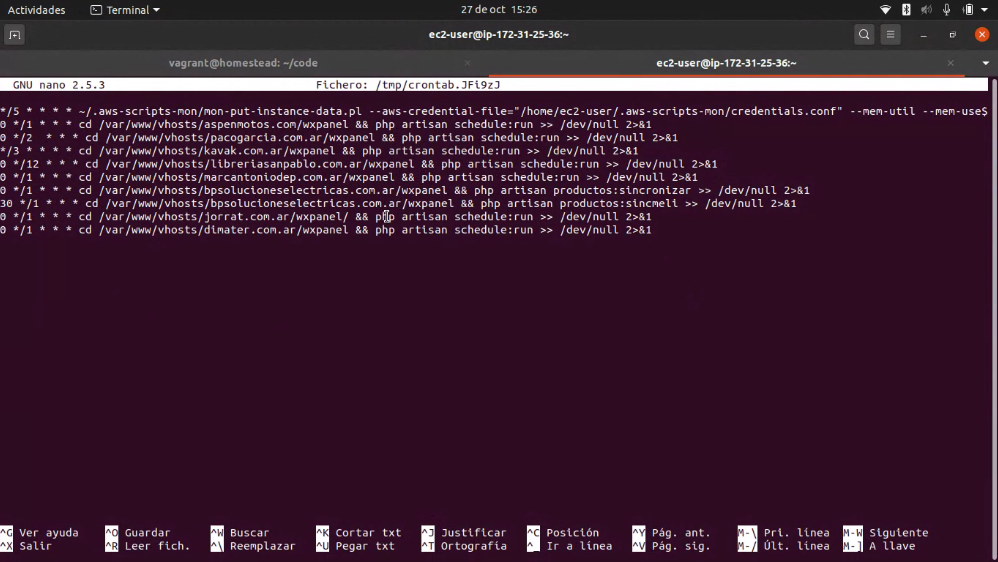 Actividades Terminal 27 de oct 15:26
ec2-user@ip-172-31-25-36:~
vagrant@homestead: ~/code × ec2-user@ip-172-31-25-36:~ ×
GNU nano 2.5.3 Fichero: /tmp/crontab.JFi9zJ
*/5 * * * * ~/.aws-scripts-mon/mon-put-instance-data.pl --aws-credential-file="/home/ec2-user/.aws-scripts-mon/credentials.conf" --mem-util --mem-use$
0 */1 * * * cd /var/www/vhosts/aspenmotos.com/wxpanel && php artisan schedule:run >> /dev/null 2>&1
0 */2  * * * cd /var/www/vhosts/pacogarcia.com.ar/wxpanel && php artisan schedule:run >> /dev/null 2>&1
*/3 * * * * cd /var/www/vhosts/kavak.com.ar/wxpanel && php artisan schedule:run >> /dev/null 2>&1
0 */12 * * * cd /var/www/vhosts/libreriasanpablo.com.ar/wxpanel && php artisan schedule:run >> /dev/null 2>&1
0 */1 * * * cd /var/www/vhosts/marcantoniodep.com.ar/wxpanel && php artisan schedule:run >> /dev/null 2>&1
0 */1 * * * cd /var/www/vhosts/bpsolucioneselectricas.com.ar/wxpanel && php artisan productos:sincronizar >> /dev/null 2>&1
30 */1 * * * cd /var/www/vhosts/bpsolucioneselectricas.com.ar/wxpanel && php artisan productos:sincmeli >> /dev/null 2>&1
0 */1 * * * cd /var/www/vhosts/jorrat.com.ar/wxpanel/ && php artisan schedule:run >> /dev/null 2>&1
0 */1 * * * cd /var/www/vhosts/dimater.com.ar/wxpanel && php artisan schedule:run >> /dev/null 2>&1
^G Ver ayuda ^O Guardar ^W Buscar ^K Cortar txt ^J Justificar ^C Posición ^Y Pág. ant. M-\ Pri. línea M-W Siguiente
^X Salir ^R Leer fich. ^\ Reemplazar ^U Pegar txt ^T Ortografía ^_ Ir a línea ^V Pág. sig. M-/ Últ. línea M-] A llave